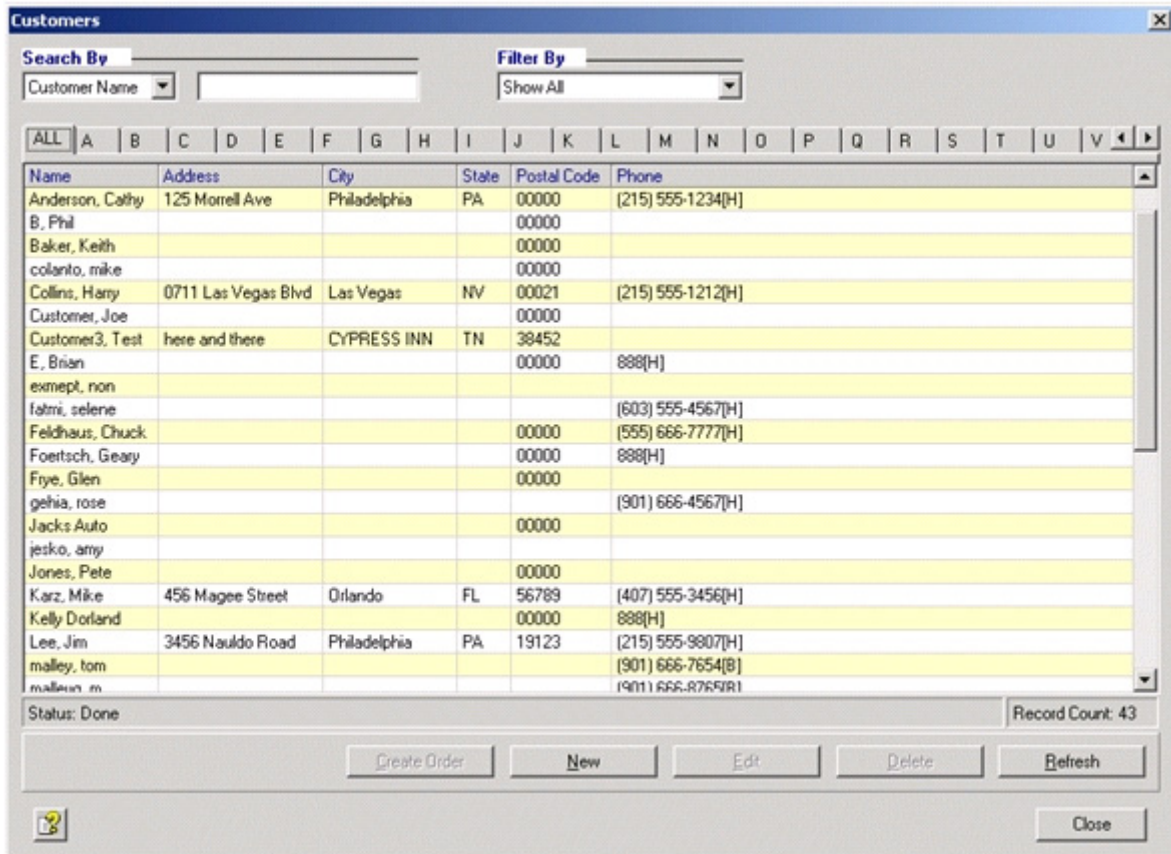 Customers
Search By Filter By
Customer Name Show All
ALL A B C D E F G H I J K L M N O P Q R S T U V
Name Address City State Postal Code Phone
Anderson, Cathy 125 Morrell Ave Philadelphia PA 00000 (215) 555-1234[H]
B, Phil 00000
Baker, Keith 00000
colanto, mike 00000
Collins, Harry 0711 Las Vegas Blvd Las Vegas NV 00021 (215) 555-1212[H]
Customer, Joe 00000
Customer3, Test here and there CYPRESS INN TN 38452
E, Brian 00000 888[H]
exmept, non
fatmi, selene (603) 555-4567[H]
Feldhaus, Chuck 00000 (555) 666-7777[H]
Foertsch, Geary 00000 888[H]
Frye, Glen 00000
gehia, rose (901) 666-4567[H]
Jacks Auto 00000
jesko, amy
Jones, Pete 00000
Karz, Mike 456 Magee Street Orlando FL 56789 (407) 555-3456[H]
Kelly Dorland 00000 888[H]
Lee, Jim 3456 Nauldo Road Philadelphia PA 19123 (215) 555-9807[H]
malley, tom (901) 666-7654[B]
m (901) 666-8765[B]
Status: Done Record Count: 43
Create Order New Edit Delete Refresh
Close